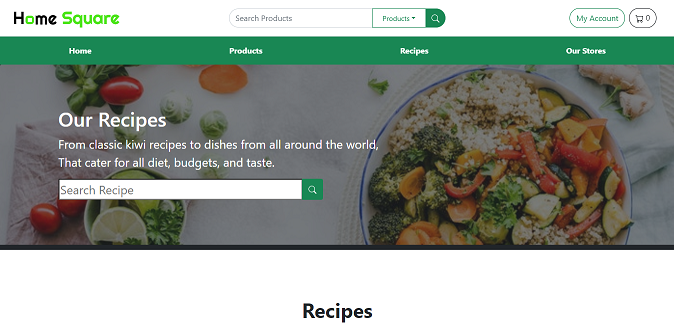 Home Square
Search Products
Products
My Account
0
Home
Products
Recipes
Our Stores
Our Recipes
From classic kiwi recipes to dishes from all around the world,
That cater for all diet, budgets, and taste.
Search Recipe
Recipes